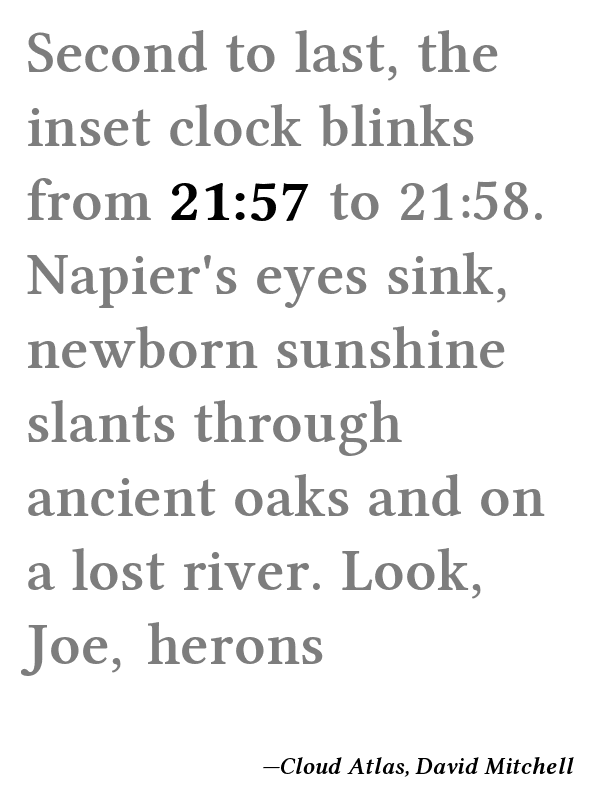 Second to last, the
inset clock blinks
from 21:57 to 21:58.
Napier's eyes sink,
newborn sunshine
slants through
ancient oaks and on
a lost river. Look,
Joe, herons
—Cloud Atlas, David Mitchell